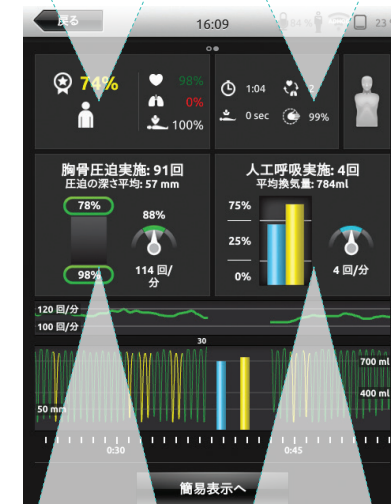 戻る 16:09 84 % 23
74% 98%
0%
100%
1:04 2
0 sec 99%
胸骨圧迫実施: 91回
圧迫の深さ平均: 57 mm
78%
88%
98%
114 回/
分
人工呼吸実施: 4回
平均換気量: 784ml
75%
25%
0%
4 回/分
120 回/分
100 回/分
30
700 ml
400 ml
50 mm
0:30 0:45
簡易表示へ